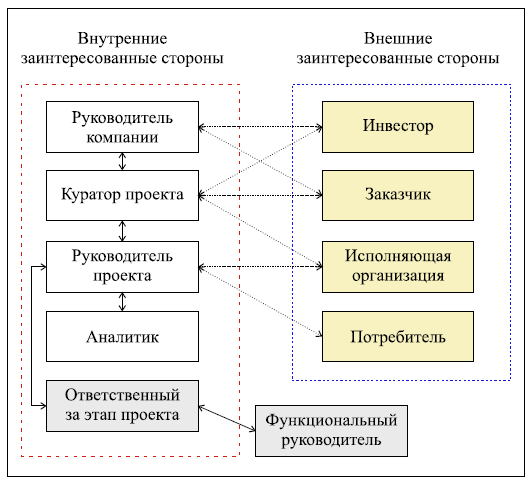 Внутренние
заинтересованные стороны
Внешние
заинтересованные стороны
Руководитель
компании
Инвестор
Куратор проекта
Заказчик
Руководитель
проекта
Исполняющая
организация
Аналитик
Потребитель
Ответственный
за этап проекта
Функциональный
руководитель